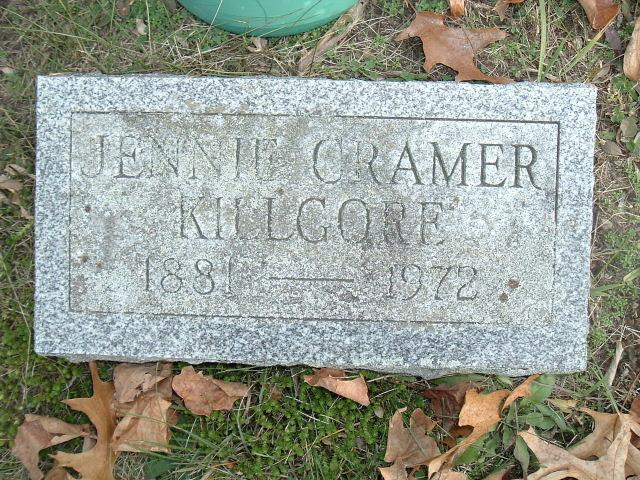 JENNIE CRAMER
KILLGORE
1881 — 1972